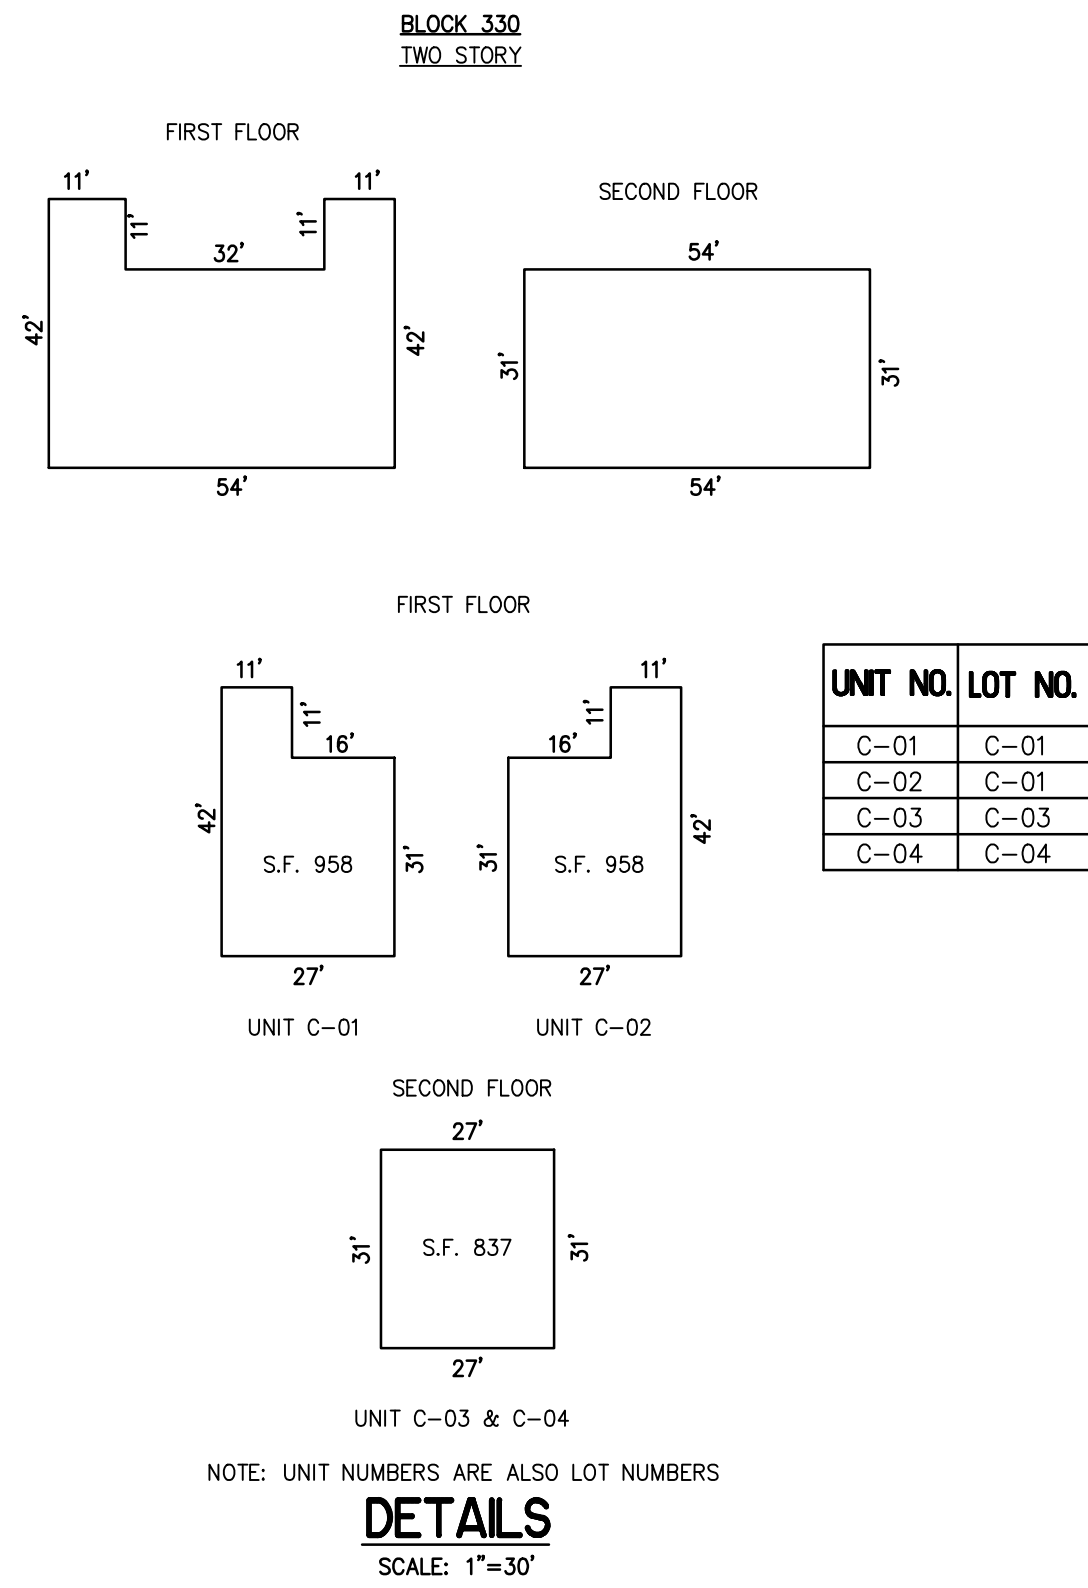 BLOCK 330
TWO STORY
FIRST FLOOR
11'
11'
11'
11'
32'
42'
42'
54'
SECOND FLOOR
54'
31'
31'
54'
FIRST FLOOR
11'
11'
16'
42'
31'
S.F. 958
27'
UNIT C-01
11'
11'
16'
31'
42'
S.F. 958
27'
UNIT C-02
UNIT NO. LOT NO.
C-01 C-01
C-02 C-01
C-03 C-03
C-04 C-04
SECOND FLOOR
27'
31'
S.F. 837
31'
27'
UNIT C-03 & C-04
NOTE: UNIT NUMBERS ARE ALSO LOT NUMBERS
DETAILS
SCALE: 1"=30'